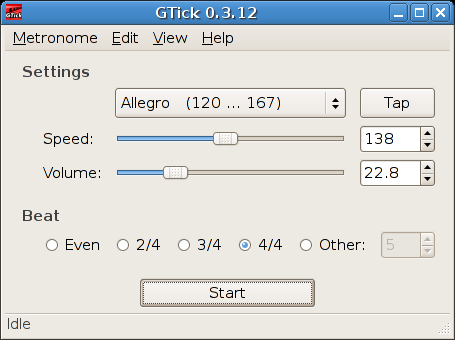 GTick 0.3.12
Metronome Edit View Help
Settings
Allegro (120 ... 167) Tap
Speed: 138
Volume: 22.8
Beat
Even 2/4 3/4 4/4 Other: 5
Start
Idle